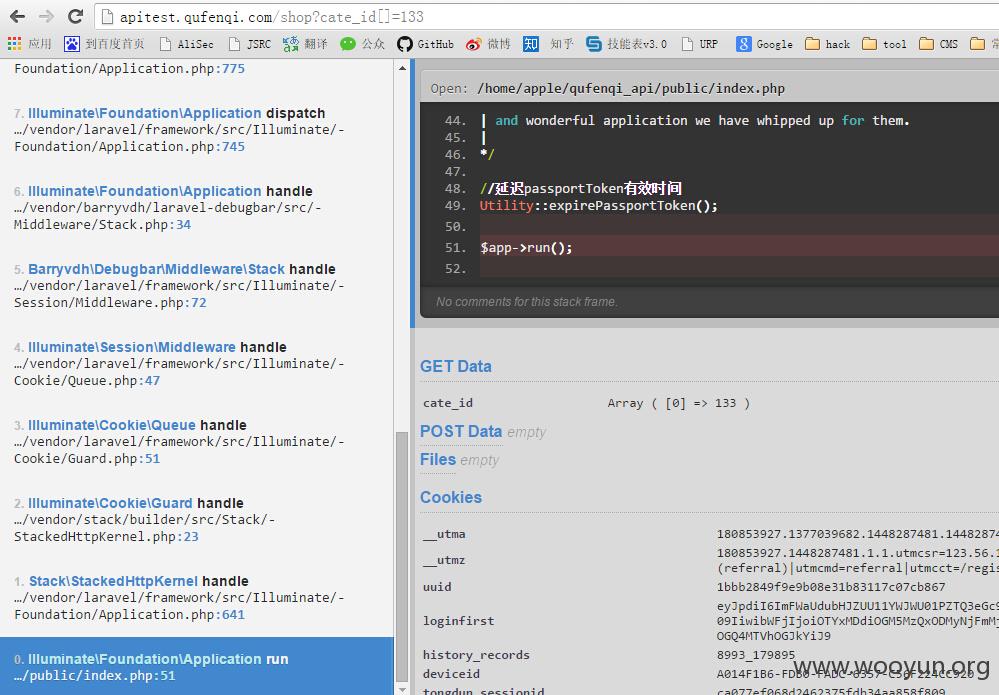 apitest.qufenqi.com/shop?cate_id[]=133
应用 到百度首页 AliSec JSRC 翻译 公众 GitHub 微博 知乎 技能表v3.0 URP Google hack tool CMS
Foundation/Application.php:775
7. Illuminate\Foundation\Application dispatch
…/vendor/laravel/framework/src/Illuminate/-
Foundation/Application.php:745
6. Illuminate\Foundation\Application handle
…/vendor/barryvdh/laravel-debugbar/src/-
Middleware/Stack.php:34
5. Barryvdh\Debugbar\Middleware\Stack handle
…/vendor/laravel/framework/src/Illuminate/-
Session/Middleware.php:72
4. Illuminate\Session\Middleware handle
…/vendor/laravel/framework/src/Illuminate/-
Cookie/Queue.php:47
3. Illuminate\Cookie\Queue handle
…/vendor/laravel/framework/src/Illuminate/-
Cookie/Guard.php:51
2. Illuminate\Cookie\Guard handle
…/vendor/stack/builder/src/Stack/-
StackedHttpKernel.php:23
1. Stack\StackedHttpKernel handle
…/vendor/laravel/framework/src/Illuminate/-
Foundation/Application.php:641
0. Illuminate\Foundation\Application run
…/public/index.php:51
Open: /home/apple/qufenqi_api/public/index.php
44. | and wonderful application we have whipped up for them.
45. |
46. */
47.
48. //延迟passportToken有效时间
49. Utility::expirePassportToken();
50.
51. $app->run();
52.
No comments for this stack frame.
GET Data
cate_id Array ( [0] => 133 )
POST Data empty
Files empty
Cookies
__utma 180853927.1377039682.1448287481.14482874
__utmz 180853927.1448287481.1.1.utmcsr=123.56.1
(referral)|utmcmd=referral|utmcct=/regis
uuid 1bbb2849f9e9b08e31b83117c07cb867
loginfirst eyJpdiI6ImFWaUdubHJZUU11YWJWU01PZTQ3eGc9
09IiwibWFjIjoiOTYxMDdiOGM5MzQxODMyNjFmMj
OGQ4MTVhOGJkYiJ9
history_records 8993_179895
deviceid
tongdun_sessionid
www.wooyun.org